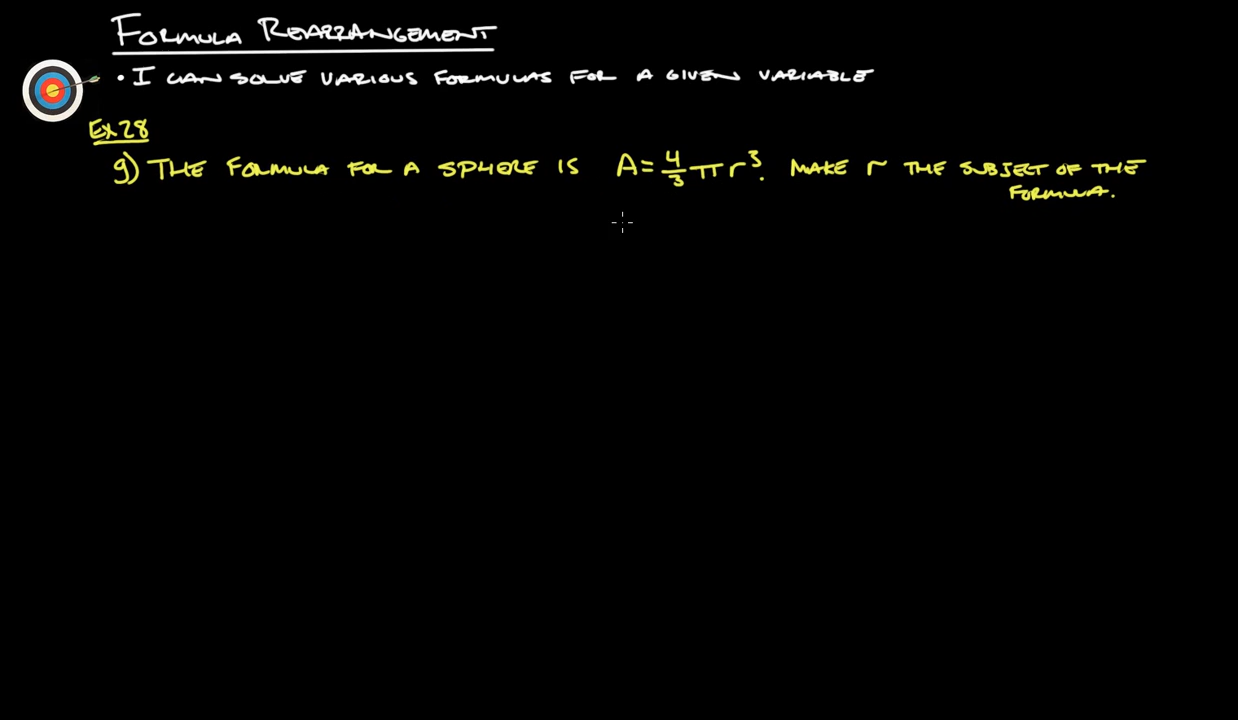 FORMULA REARRANGEMENT
• I CAN SOLVE VARIOUS FORMULAS FOR A GIVEN VARIABLE
Ex 28
g) THE FORMULA FOR A SPHERE IS A = 4/3 π r³. MAKE r THE SUBJECT OF THE
FORMULA.